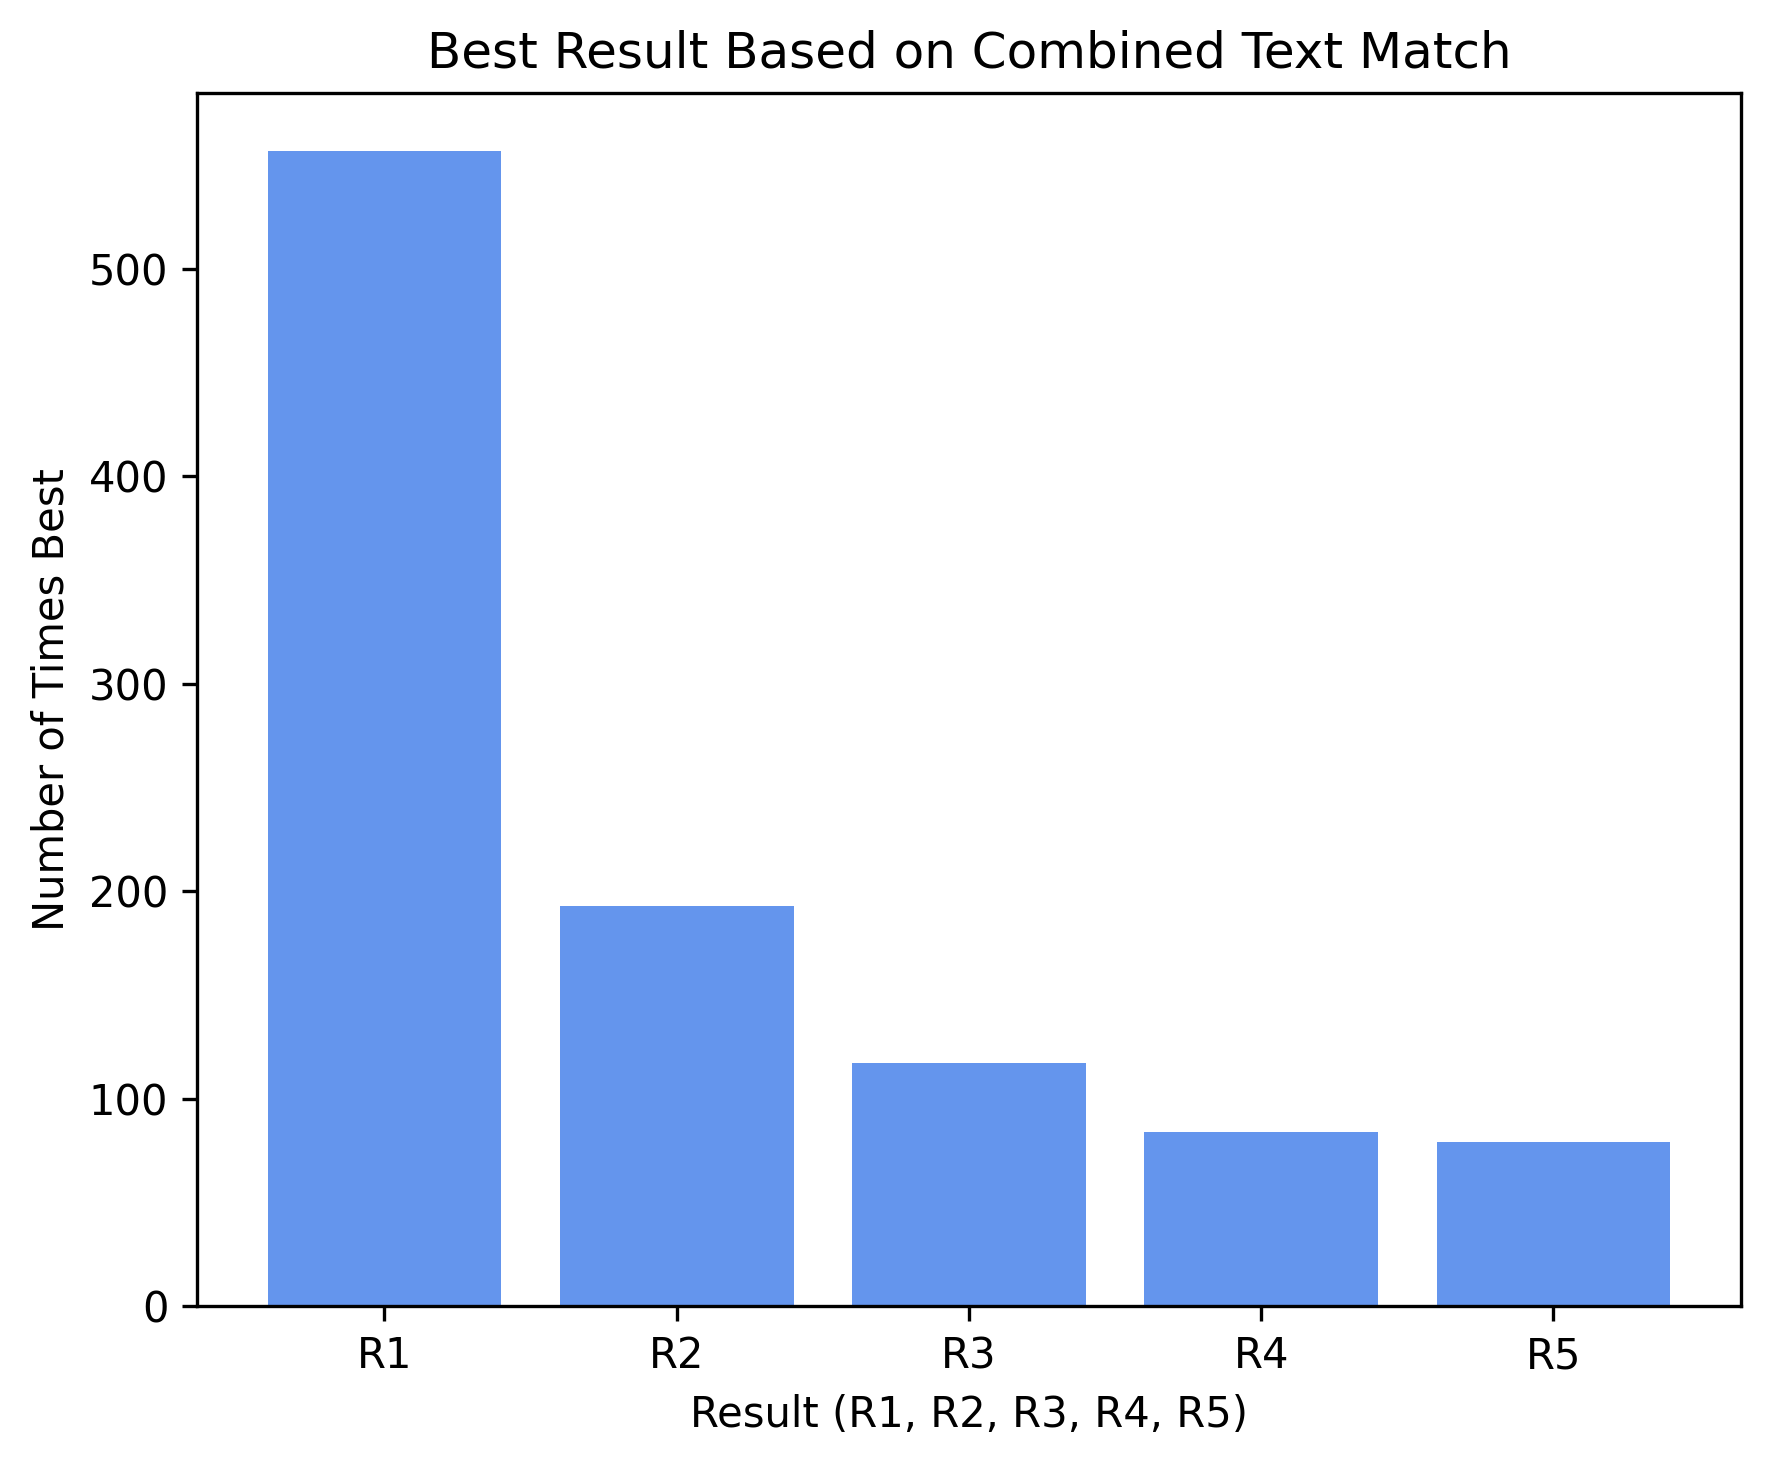 Best Result Based on Combined Text Match
Number of Times Best
500
400
300
200
100
0
R1 R2 R3 R4 R5
Result (R1, R2, R3, R4, R5)